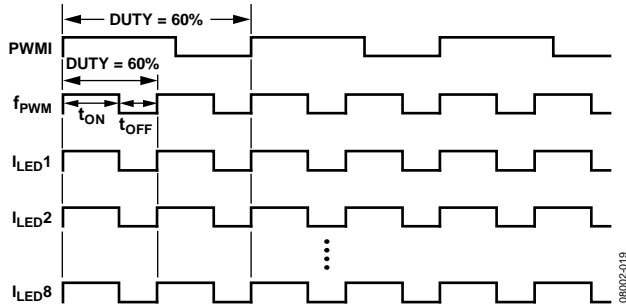 DUTY = 60%
PWMI
DUTY = 60%
fPWM
tON
tOFF
ILED1
ILED2
ILED8
08002-019